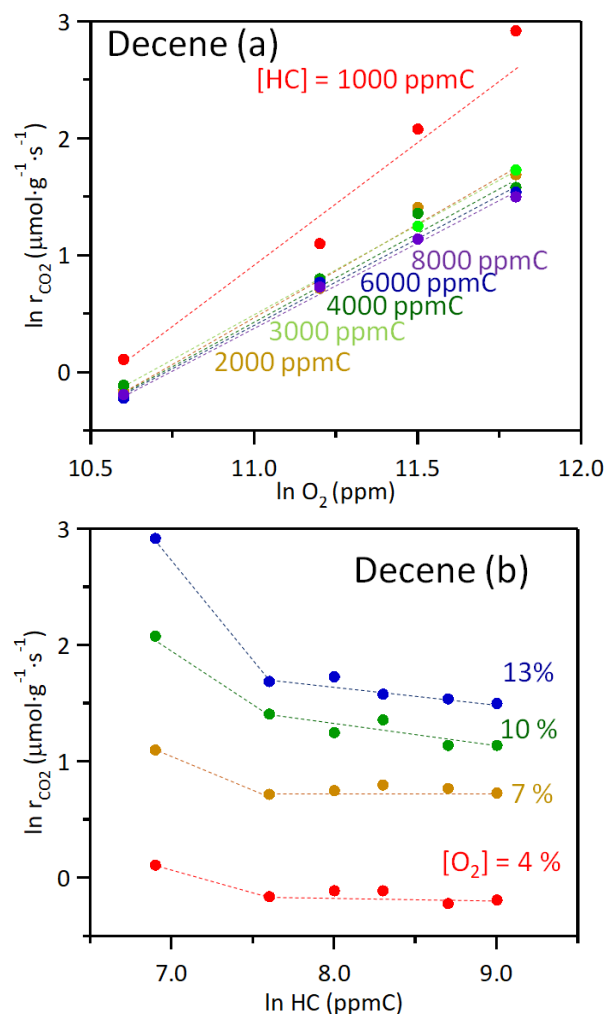 3
Decene (a)
[HC] = 1000 ppmC
2
1
0
8000 ppmC
6000 ppmC
4000 ppmC
3000 ppmC
2000 ppmC
ln r_CO2 (μmol·g⁻¹·s⁻¹)
10.5 11.0 11.5 12.0
ln O₂ (ppm)
3
Decene (b)
2
13%
10 %
1
7 %
[O₂] = 4 %
0
ln r_CO2 (μmol·g⁻¹·s⁻¹)
7.0 8.0 9.0
ln HC (ppmC)